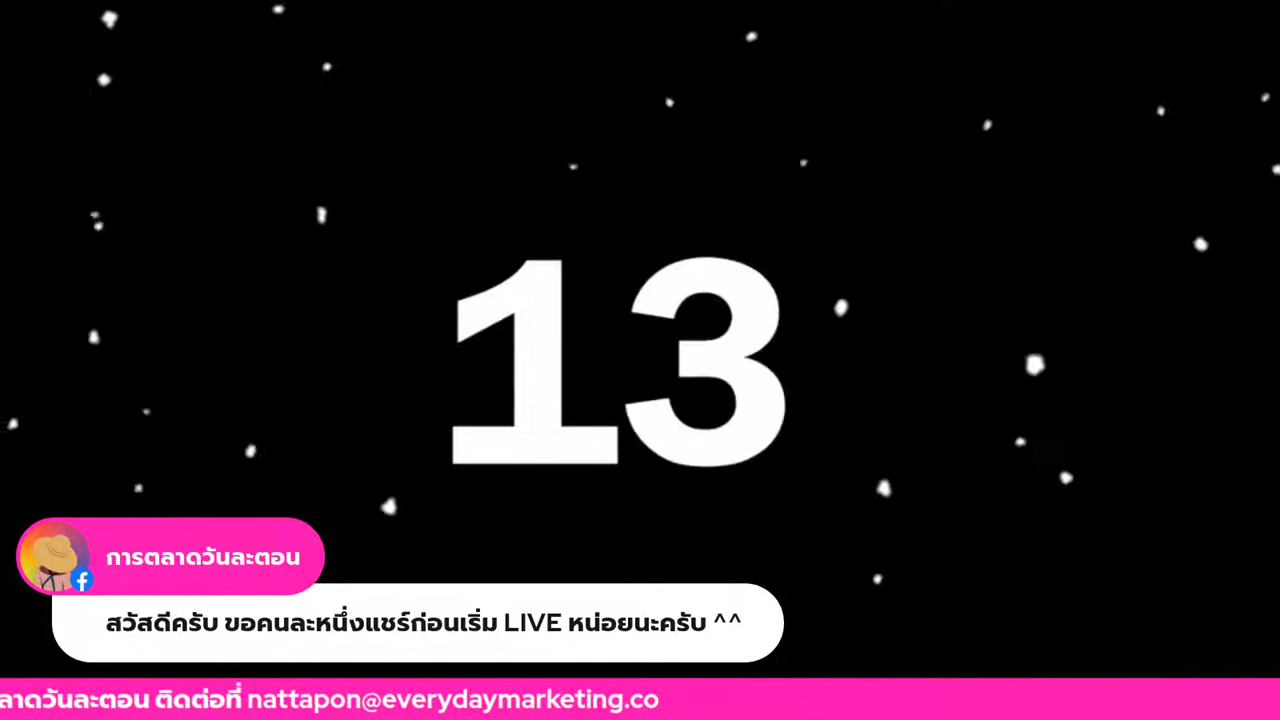 13
การตลาดวันละตอน
สวัสดีครับ ขอคนละหนึ่งแชร์ก่อนเริ่ม LIVE หน่อยนะครับ ^^
ลาดวันละตอน ติดต่อที่ nattapon@everydaymarketing.co